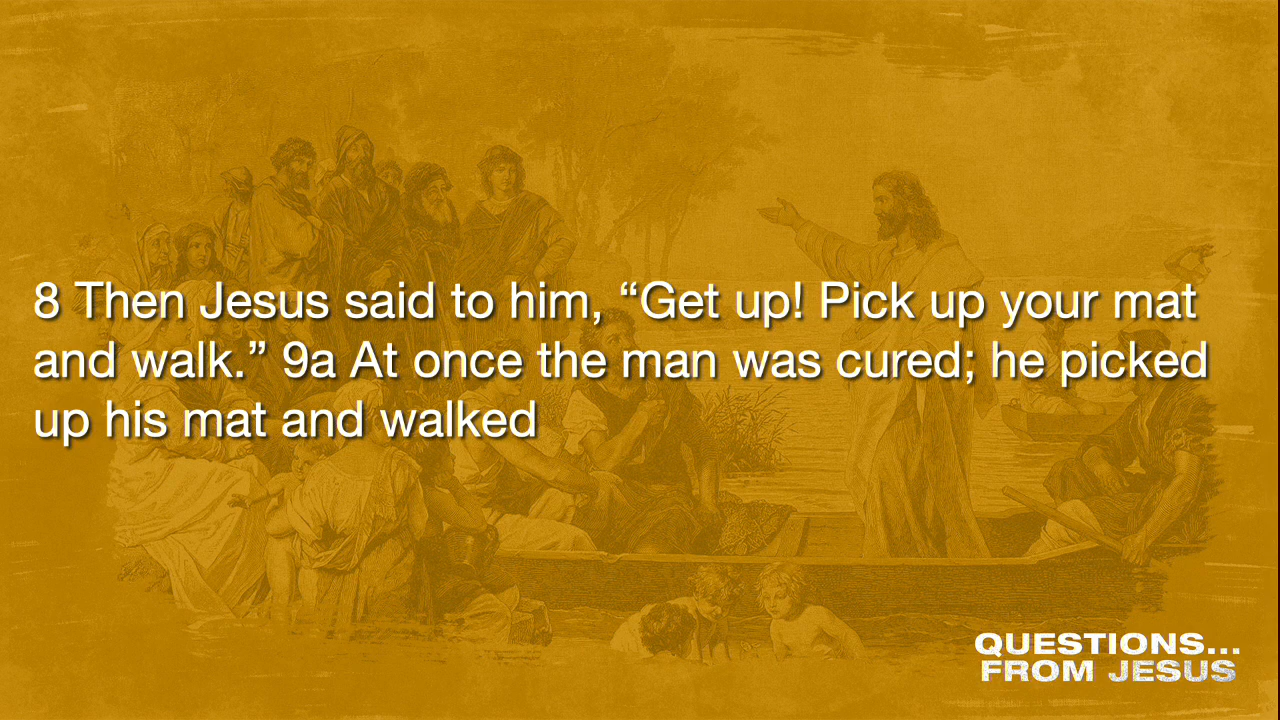 8 Then Jesus said to him, “Get up! Pick up your mat
and walk.” 9a At once the man was cured; he picked
up his mat and walked
QUESTIONS...
FROM JESUS